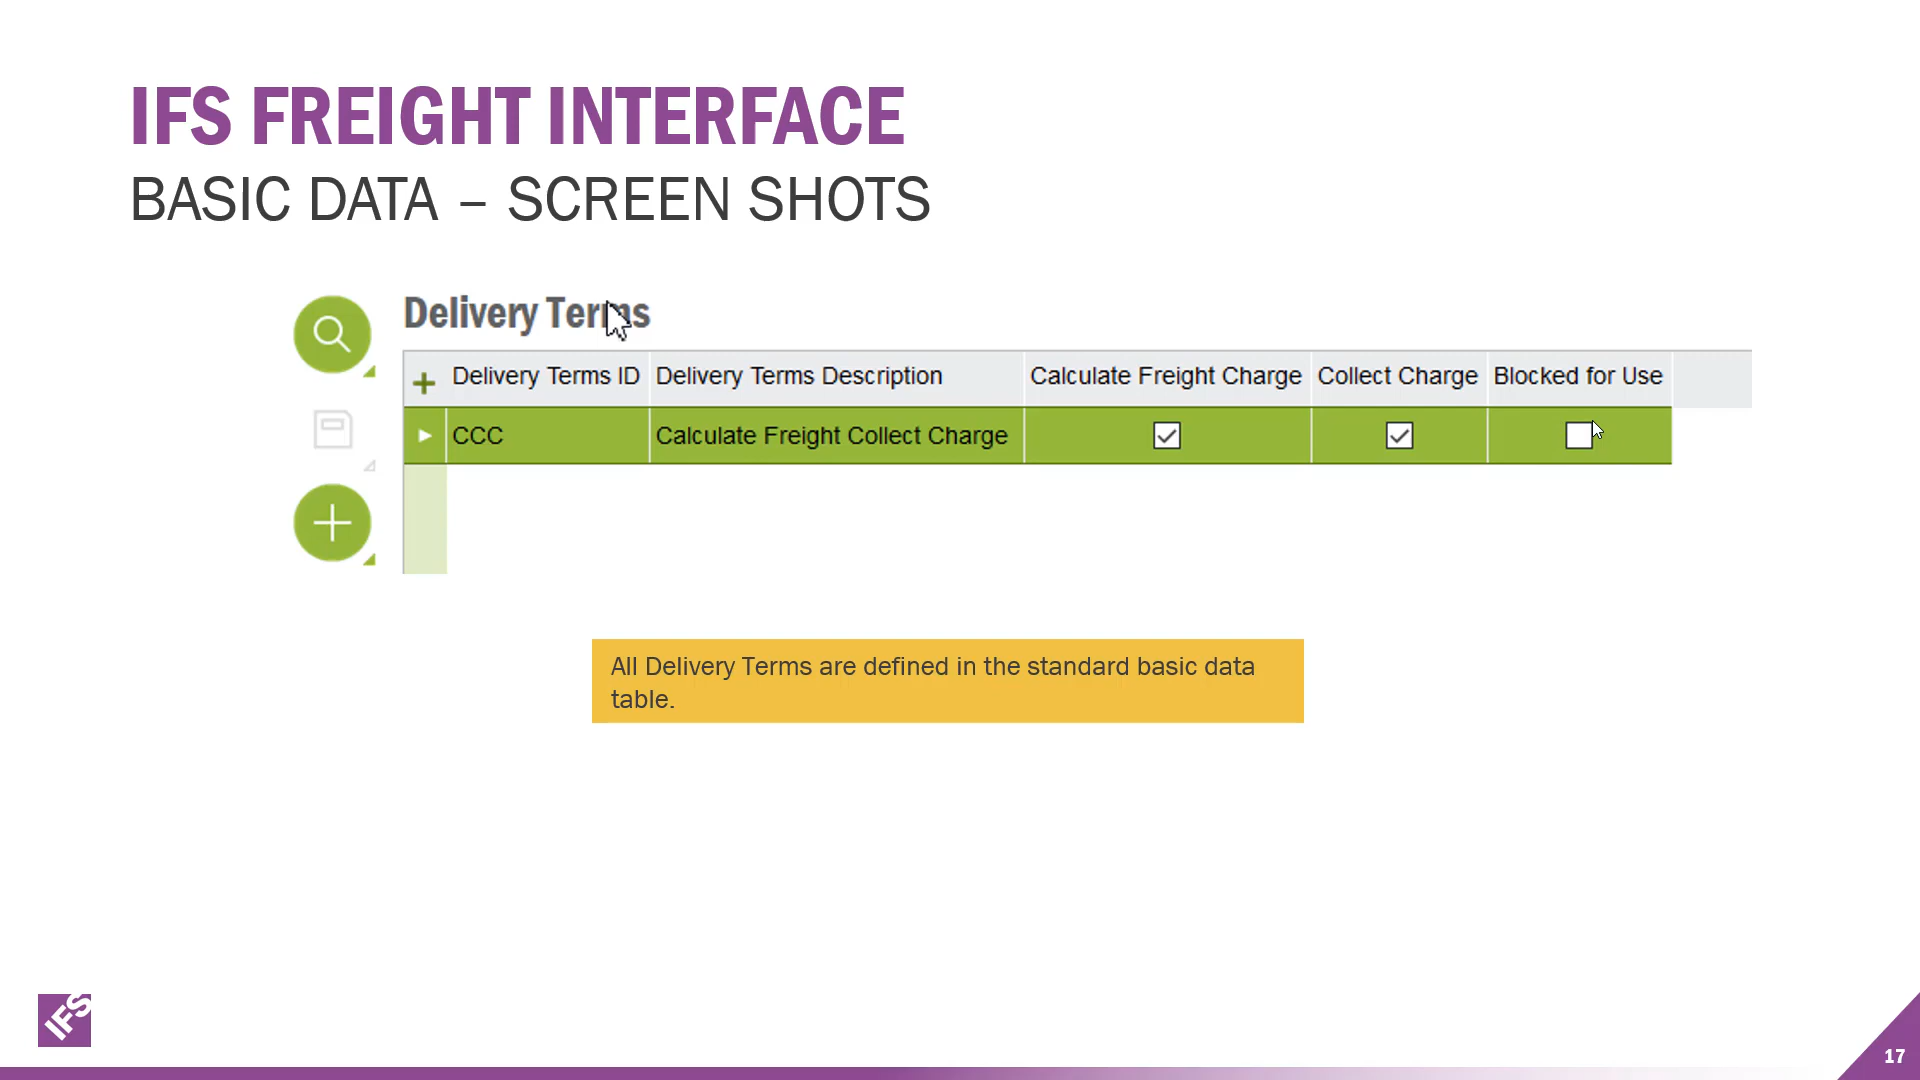 IFS FREIGHT INTERFACE
BASIC DATA – SCREEN SHOTS
Delivery Terms
Delivery Terms ID Delivery Terms Description Calculate Freight Charge Collect Charge Blocked for Use
CCC Calculate Freight Collect Charge
All Delivery Terms are defined in the standard basic data
table.
IFS
17